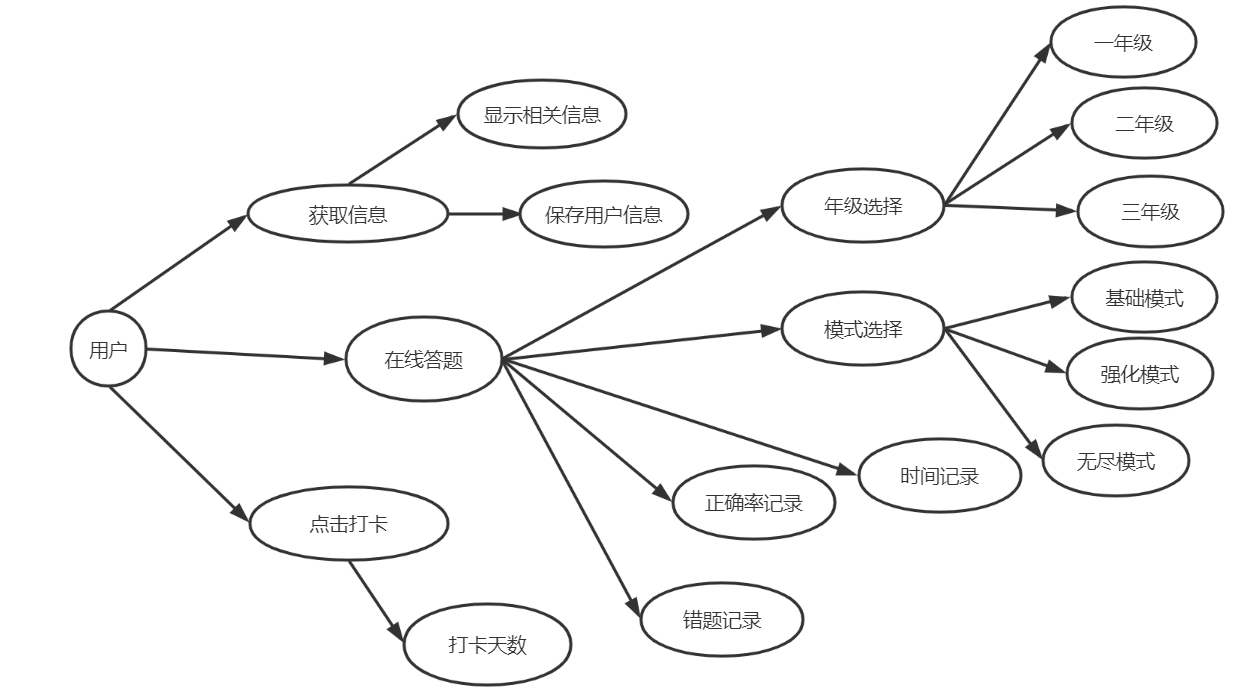 一年级
显示相关信息
二年级
年级选择
三年级
获取信息
保存用户信息
基础模式
模式选择
用户
在线答题
强化模式
无尽模式
时间记录
正确率记录
点击打卡
错题记录
打卡天数